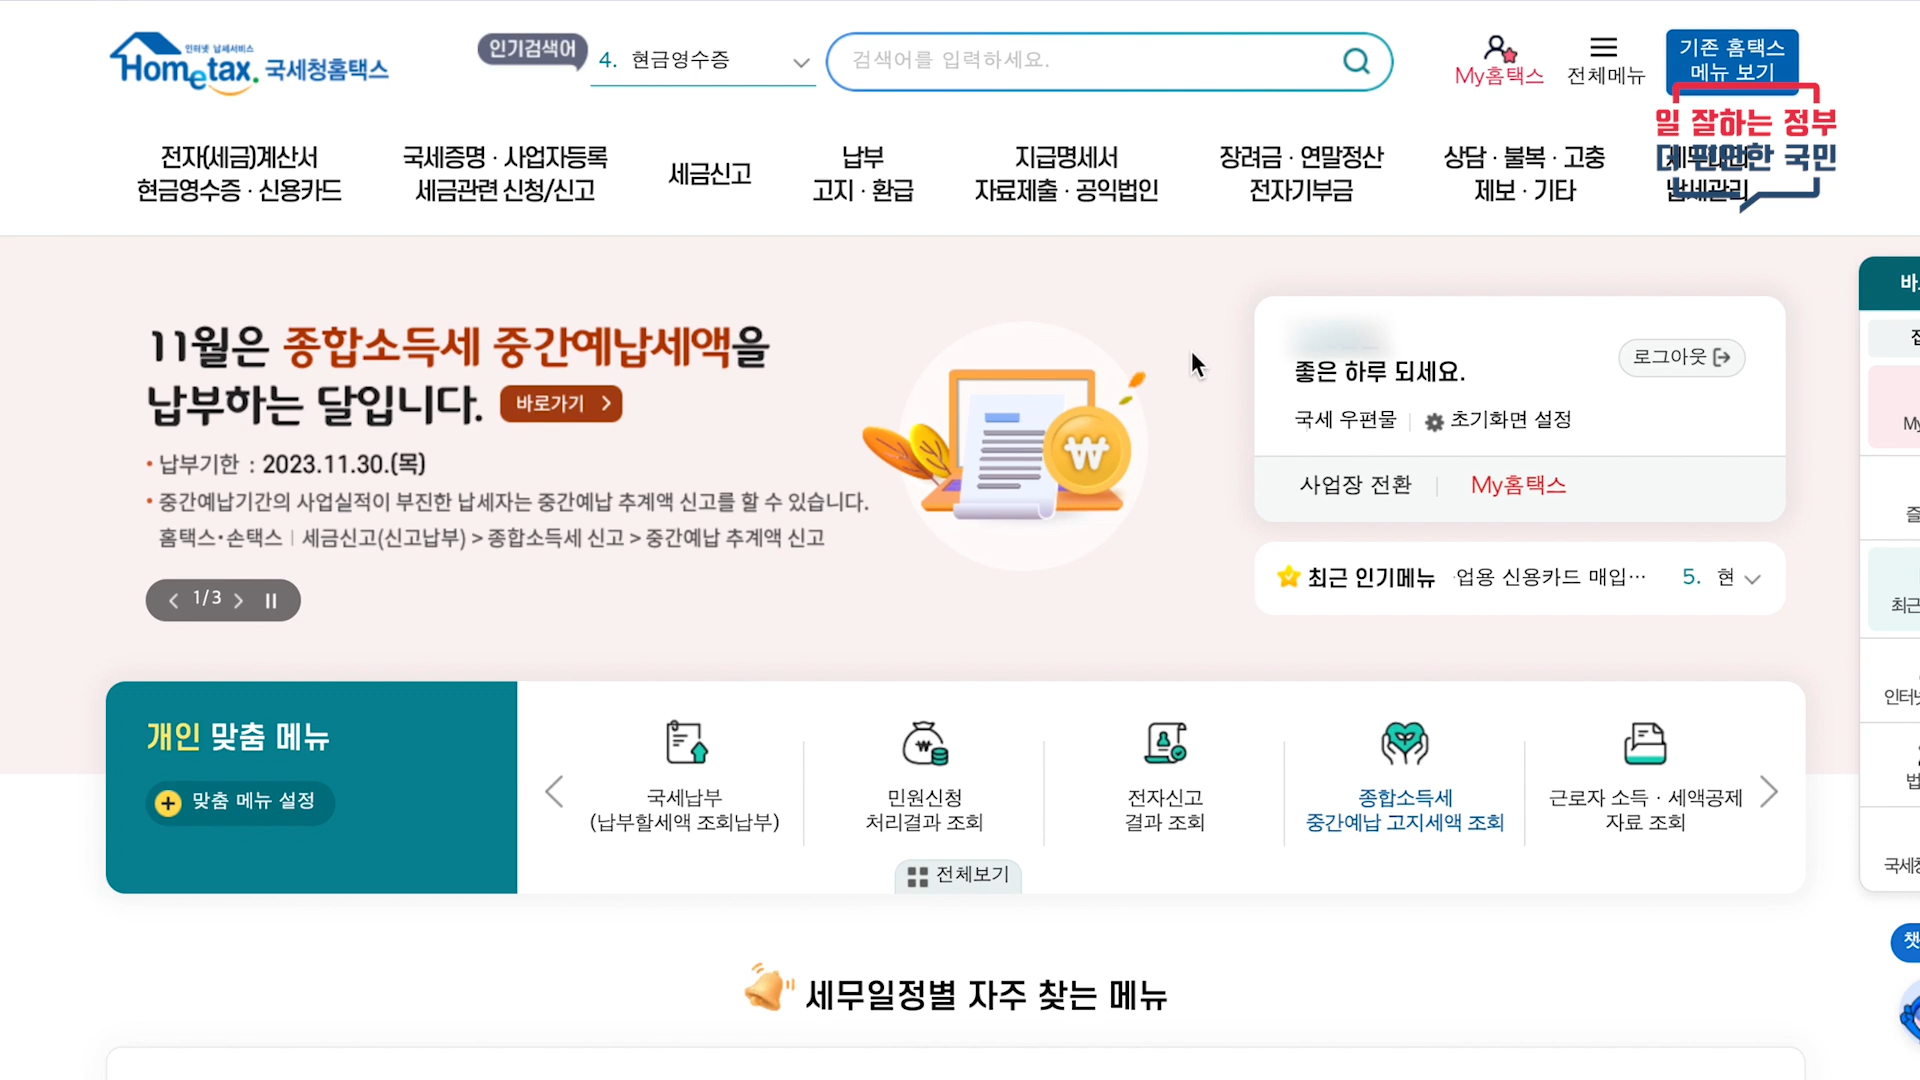 인터넷 납세서비스
Hometax. 국세청홈택스
인기검색어
4. 현금영수증
검색어를 입력하세요.
My홈택스
전체메뉴
기존 홈택스
메뉴 보기
일 잘하는 정부
더 편안한 국민
전자(세금)계산서
현금영수증 · 신용카드
국세증명 · 사업자등록
세금관련 신청/신고
세금신고
납부
고지 · 환급
지급명세서
자료제출 · 공익법인
장려금 · 연말정산
전자기부금
상담 · 불복 · 고충
제보 · 기타
세무대리
납세관리
11월은 종합소득세 중간예납세액을
납부하는 달입니다. 바로가기
• 납부기한 : 2023.11.30.(목)
• 중간예납기간의 사업실적이 부진한 납세자는 중간예납 추계액 신고를 할 수 있습니다.
홈택스·손택스 | 세금신고(신고납부) > 종합소득세 신고 > 중간예납 추계액 신고
1/3
좋은 하루 되세요.
로그아웃
국세 우편물
초기화면 설정
사업장 전환
My홈택스
최근 인기메뉴
업용 신용카드 매입…
5. 현
개인 맞춤 메뉴
맞춤 메뉴 설정
국세납부
(납부할세액 조회납부)
민원신청
처리결과 조회
전자신고
결과 조회
종합소득세
중간예납 고지세액 조회
근로자 소득 · 세액공제
자료 조회
전체보기
세무일정별 자주 찾는 메뉴
최근